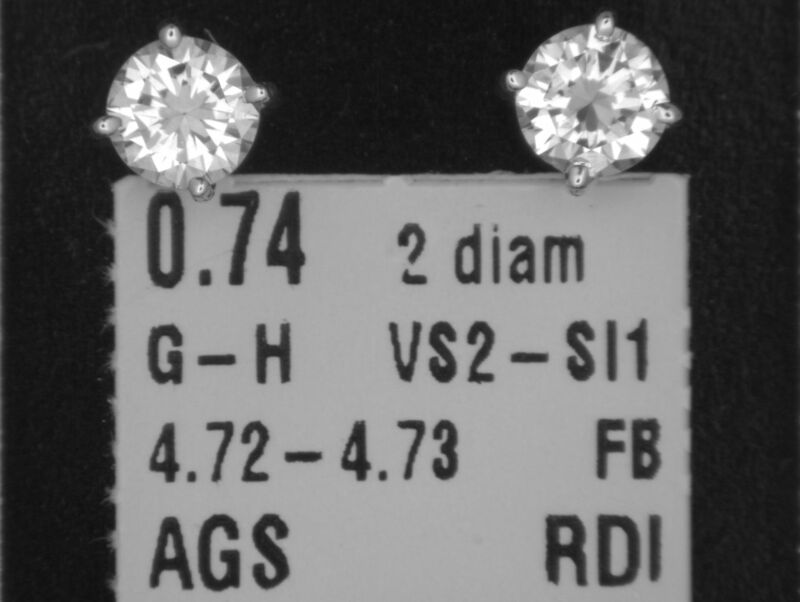 0.74 2 diam
G-H VS2-SI1
4.72-4.73 FB
AGS RDI